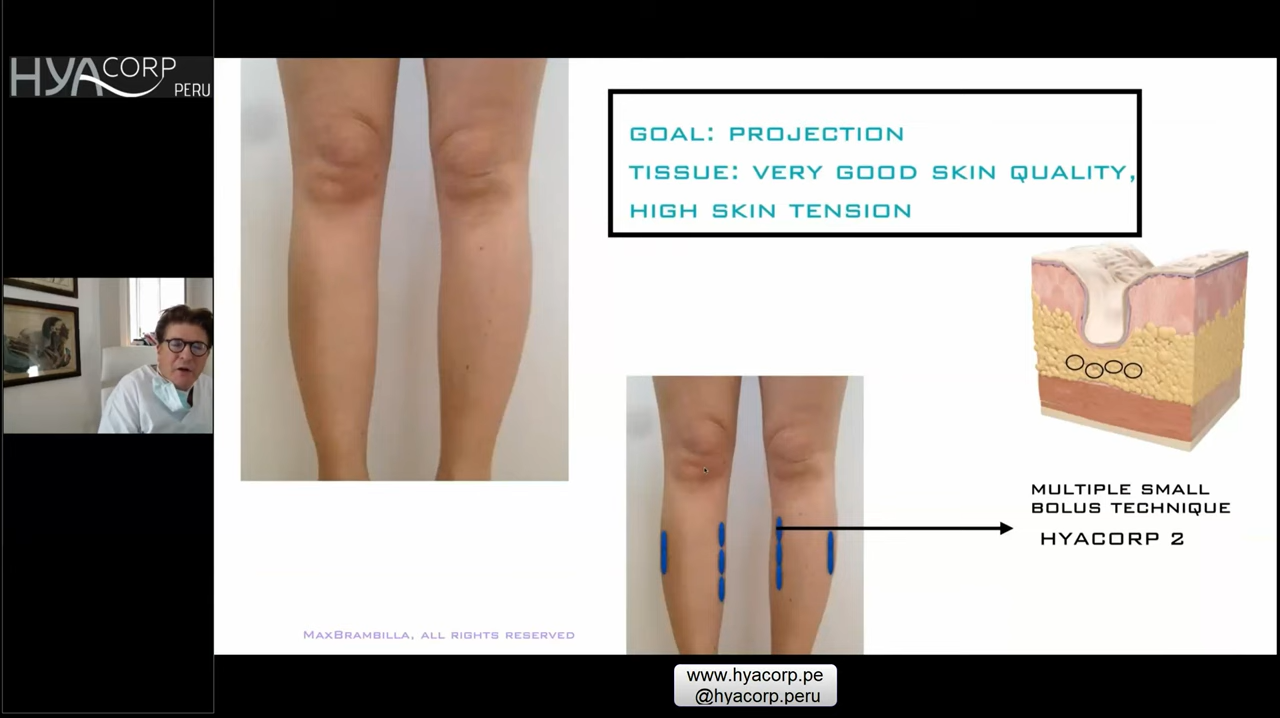 HYACORP
PERU
GOAL: PROJECTION
TISSUE: VERY GOOD SKIN QUALITY,
HIGH SKIN TENSION
MULTIPLE SMALL
BOLUS TECHNIQUE
HYACORP 2
MAXBRAMBILLA, ALL RIGHTS RESERVED
www.hyacorp.pe
@hyacorp.peru